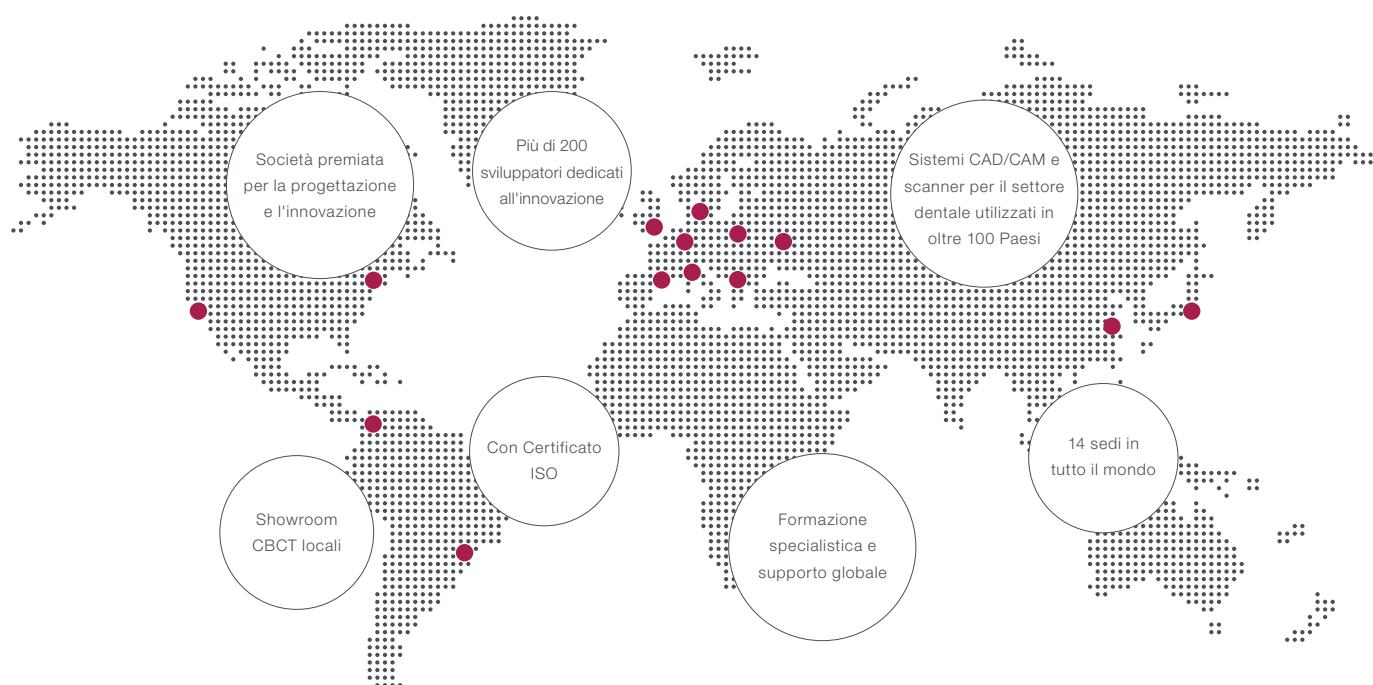 Società premiata
per la progettazione
e l'innovazione
Più di 200
sviluppatori dedicati
all'innovazione
Sistemi CAD/CAM e
scanner per il settore
dentale utilizzati in
oltre 100 Paesi
Con Certificato
ISO
14 sedi in
tutto il mondo
Showroom
CBCT locali
Formazione
specialistica e
supporto globale